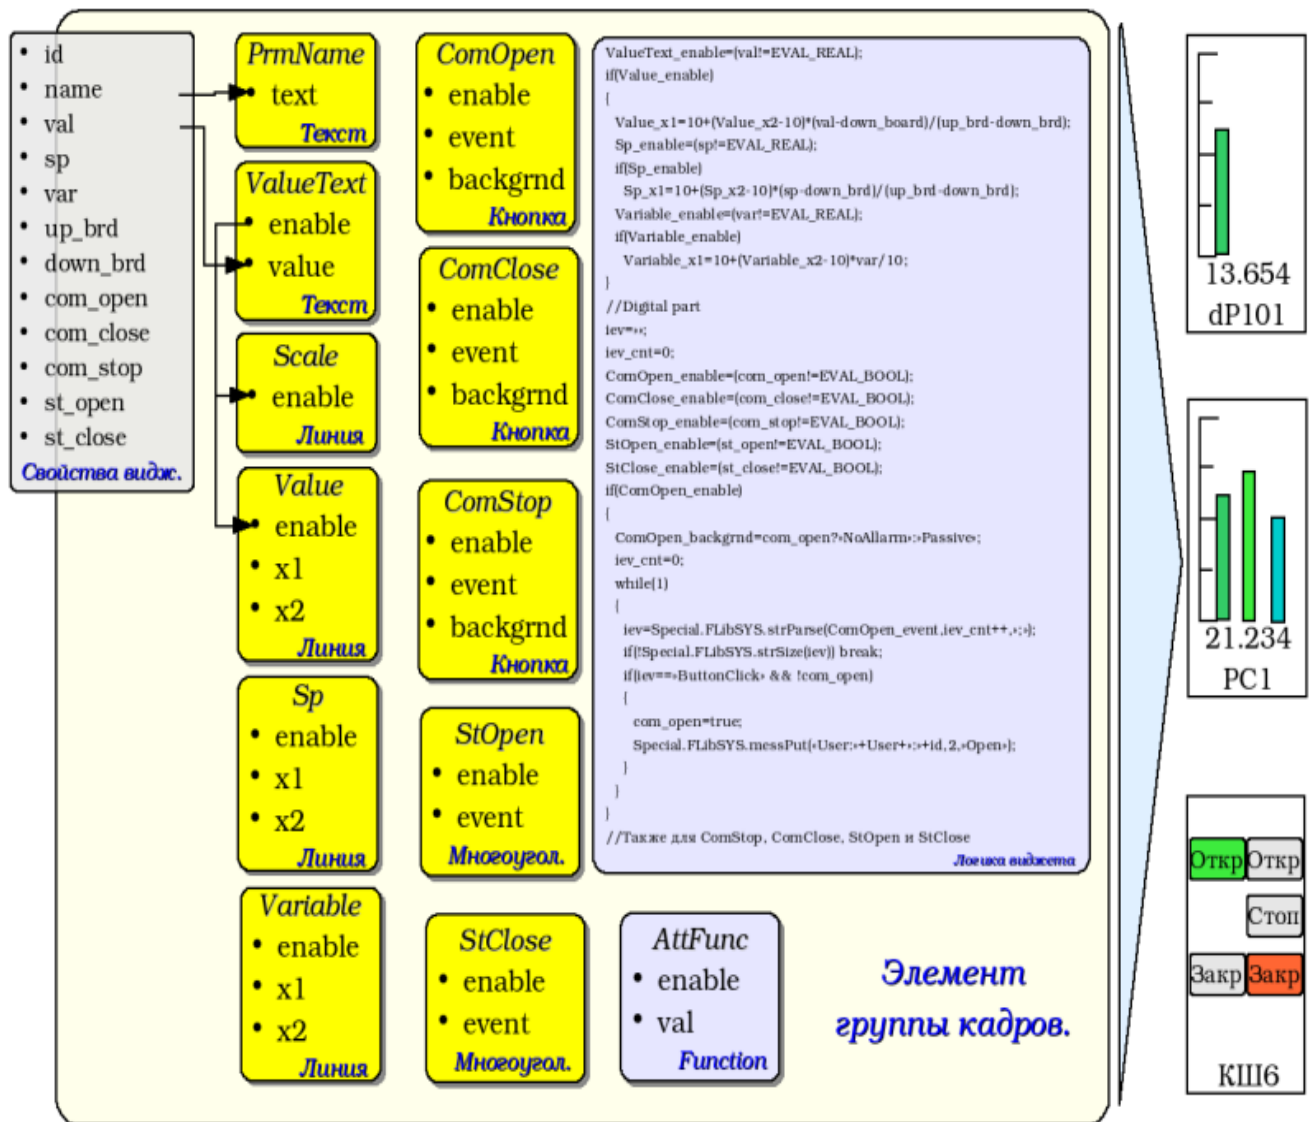 id
name
val
sp
var
up_brd
down_brd
com_open
com_close
com_stop
st_open
st_close
Свойства видж.
PrmName
text
Текст
ValueText
enable
value
Текст
Scale
enable
Линия
Value
enable
x1
x2
Линия
Sp
enable
x1
x2
Линия
Variable
enable
x1
x2
Линия
ComOpen
enable
event
backgrnd
Кнопка
ComClose
enable
event
backgrnd
Кнопка
ComStop
enable
event
backgrnd
Кнопка
StOpen
enable
event
Многоугол.
StClose
enable
event
Многоугол.
ValueText_enable=(val!=EVAL_REAL);
if(Value_enable)
{
Value_x1=10+(Value_x2-10)*(val-down_board)/(up_brd-down_brd);
Sp_enable=(sp!=EVAL_REAL);
if(Sp_enable)
Sp_x1=10+(Sp_x2-10)*(sp-down_brd)/(up_brd-down_brd);
Variable_enable=(var!=EVAL_REAL);
if(Variable_enable)
Variable_x1=10+(Variable_x2-10)*var/10;
}
//Digital part
iev=»»;
iev_cnt=0;
ComOpen_enable=(com_open!=EVAL_BOOL);
ComClose_enable=(com_close!=EVAL_BOOL);
ComStop_enable=(com_stop!=EVAL_BOOL);
StOpen_enable=(st_open!=EVAL_BOOL);
StClose_enable=(st_close!=EVAL_BOOL);
if(ComOpen_enable)
{
ComOpen_backgrnd=com_open?»NoAllarm»:»Passive»;
iev_cnt=0;
while(1)
{
iev=Special.FLibSYS.strParse(ComOpen_event,iev_cnt++,»;»);
if(!Special.FLibSYS.strSize(iev)) break;
if(iev==»ButtonClick» && !com_open)
{
com_open=true;
Special.FLibSYS.messPut(«User:»+User+»:»+id,2,»Open»);
}
}
}
//Также для ComStop, ComClose, StOpen и StClose
Логика виджета
AttFunc
enable
val
Function
Элемент
группы кадров.
13.654
dP101
21.234
PC1
Откр Откр
Стоп
Закр Закр
КШ6